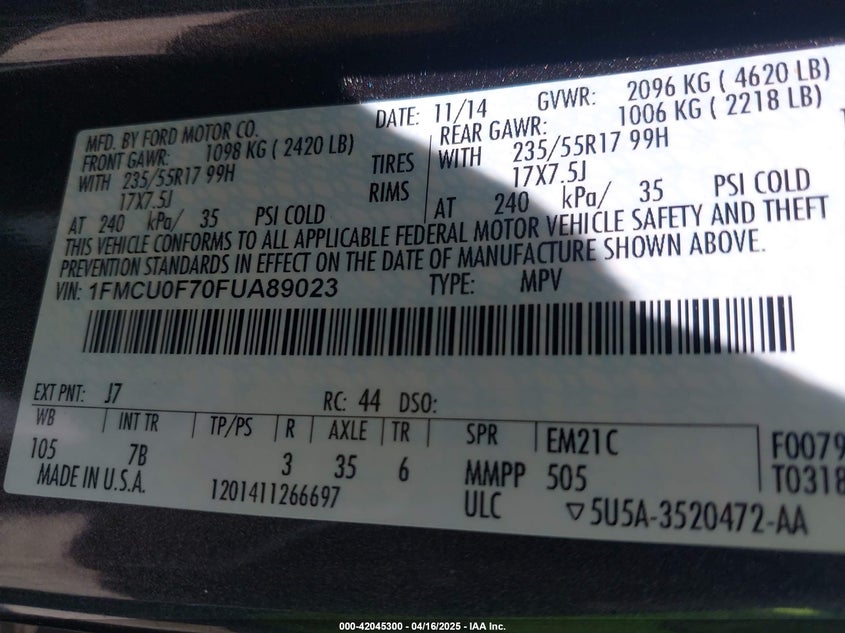 MFD. BY FORD MOTOR CO.
DATE: 11/14 GVWR: 2096 KG ( 4620 LB)
FRONT GAWR: 1098 KG ( 2420 LB)
REAR GAWR: 1006 KG ( 2218 LB)
WITH 235/55R17 99H TIRES WITH 235/55R17 99H
17X7.5J RIMS 17X7.5J
AT 240 kPa/ 35 PSI COLD AT 240 kPa/ 35 PSI COLD
THIS VEHICLE CONFORMS TO ALL APPLICABLE FEDERAL MOTOR VEHICLE SAFETY AND THEFT
PREVENTION STANDARDS IN EFFECT ON THE DATE OF MANUFACTURE SHOWN ABOVE.
VIN: 1FMCU0F70FUA89023 TYPE: MPV
EXT PNT: J7 RC: 44 DSO:
WB INT TR TP/PS R AXLE TR SPR EM21C F0079
105 7B 3 35 6 MMPP 505 T0318
MADE IN U.S.A. 1201411266697 ULC ▽5U5A-3520472-AA
000-42045300 - 04/16/2025 - IAA Inc.